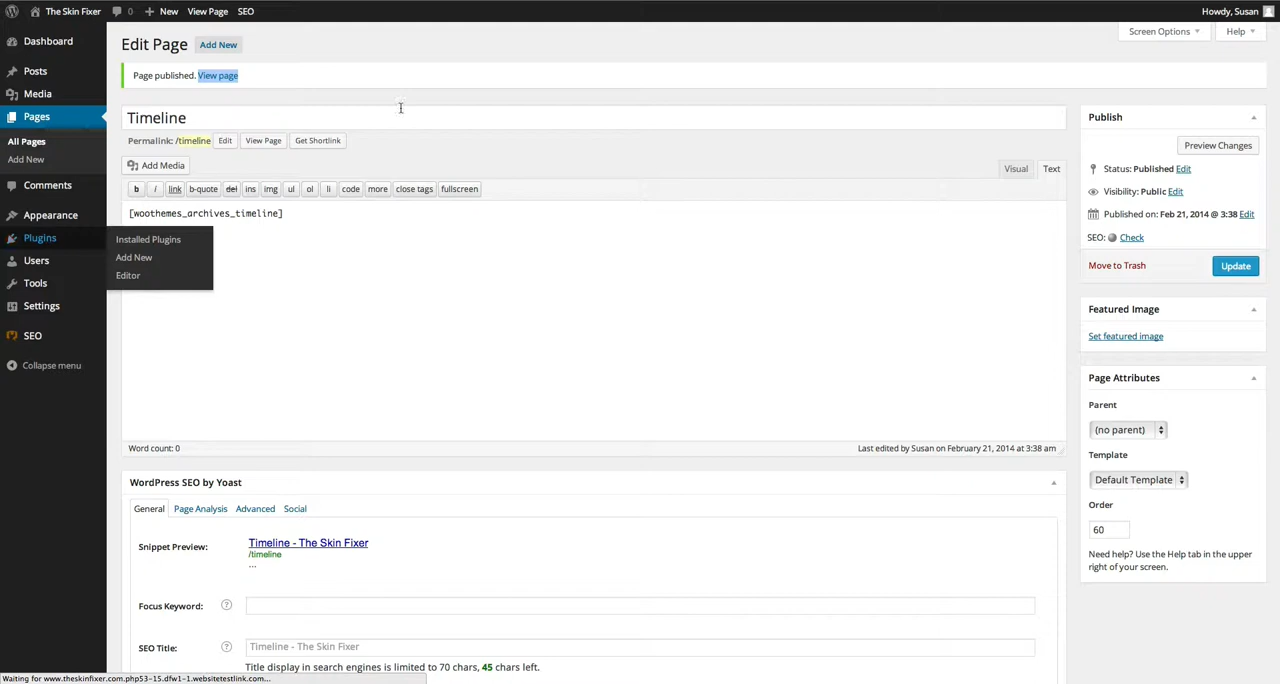 The Skin Fixer 0 New View Page SEO Howdy, Susan
Screen Options Help
Dashboard
Posts
Media
Pages
All Pages
Add New
Comments
Appearance
Plugins
Users
Tools
Settings
SEO
Collapse menu
Installed Plugins
Add New
Editor
Edit Page Add New
Page published. View page
Timeline
Permalink: /timeline Edit View Page Get Shortlink
Add Media
Visual Text
b i link b-quote del ins img ul ol li code more close tags fullscreen
[woothemes_archives_timeline]
Word count: 0 Last edited by Susan on February 21, 2014 at 3:38 am
WordPress SEO by Yoast
General Page Analysis Advanced Social
Snippet Preview: Timeline - The Skin Fixer
/timeline
...
Focus Keyword: ?
SEO Title: ? Timeline - The Skin Fixer
Title display in search engines is limited to 70 chars, 45 chars left.
Publish
Preview Changes
Status: Published Edit
Visibility: Public Edit
Published on: Feb 21, 2014 @ 3:38 Edit
SEO: Check
Move to Trash Update
Featured Image
Set featured image
Page Attributes
Parent
(no parent)
Template
Default Template
Order
60
Need help? Use the Help tab in the upper
right of your screen.
Waiting for www.theskinfixer.com.php53-15.dfw1-1.websitetestlink.com...